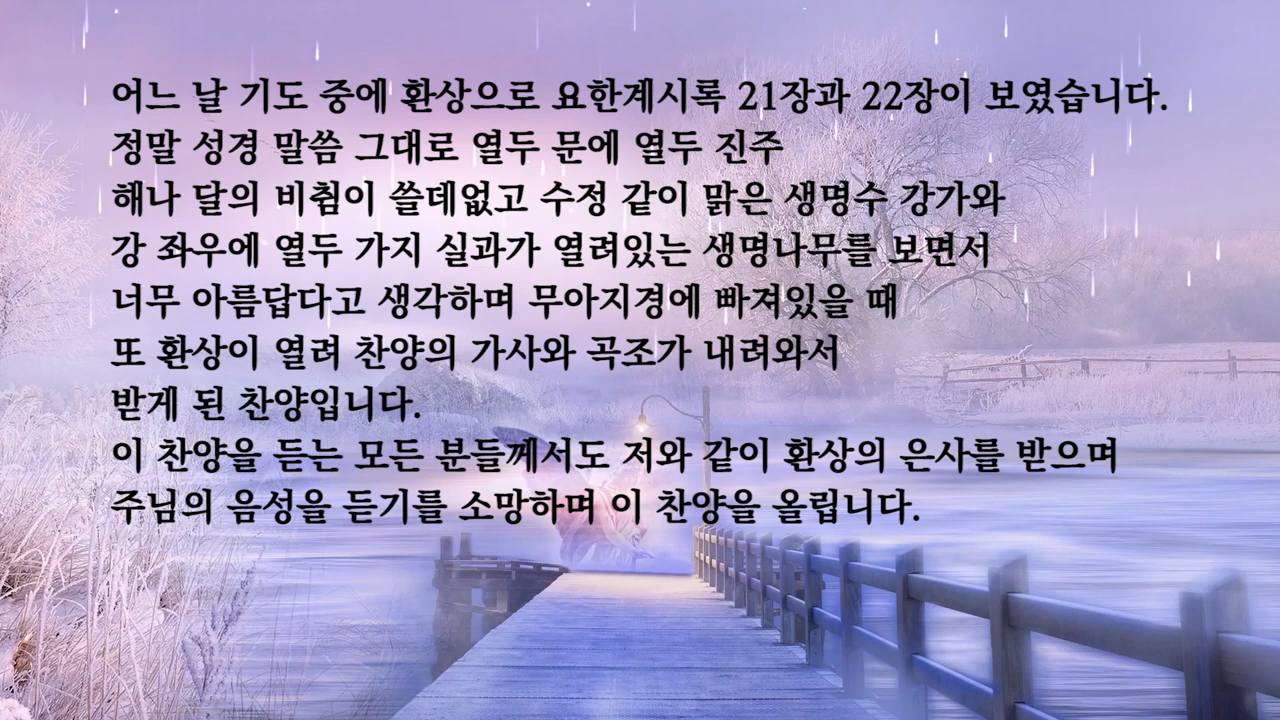 어느 날 기도 중에 환상으로 요한계시록 21장과 22장이 보였습니다.
정말 성경 말씀 그대로 열두 문에 열두 진주
해나 달의 비췸이 쓸데없고 수정 같이 맑은 생명수 강가와
강 좌우에 열두 가지 실과가 열려있는 생명나무를 보면서
너무 아름답다고 생각하며 무아지경에 빠져있을 때
또 환상이 열려 찬양의 가사와 곡조가 내려와서
받게 된 찬양입니다.
이 찬양을 듣는 모든 분들께서도 저와 같이 환상의 은사를 받으며
주님의 음성을 듣기를 소망하며 이 찬양을 올립니다.